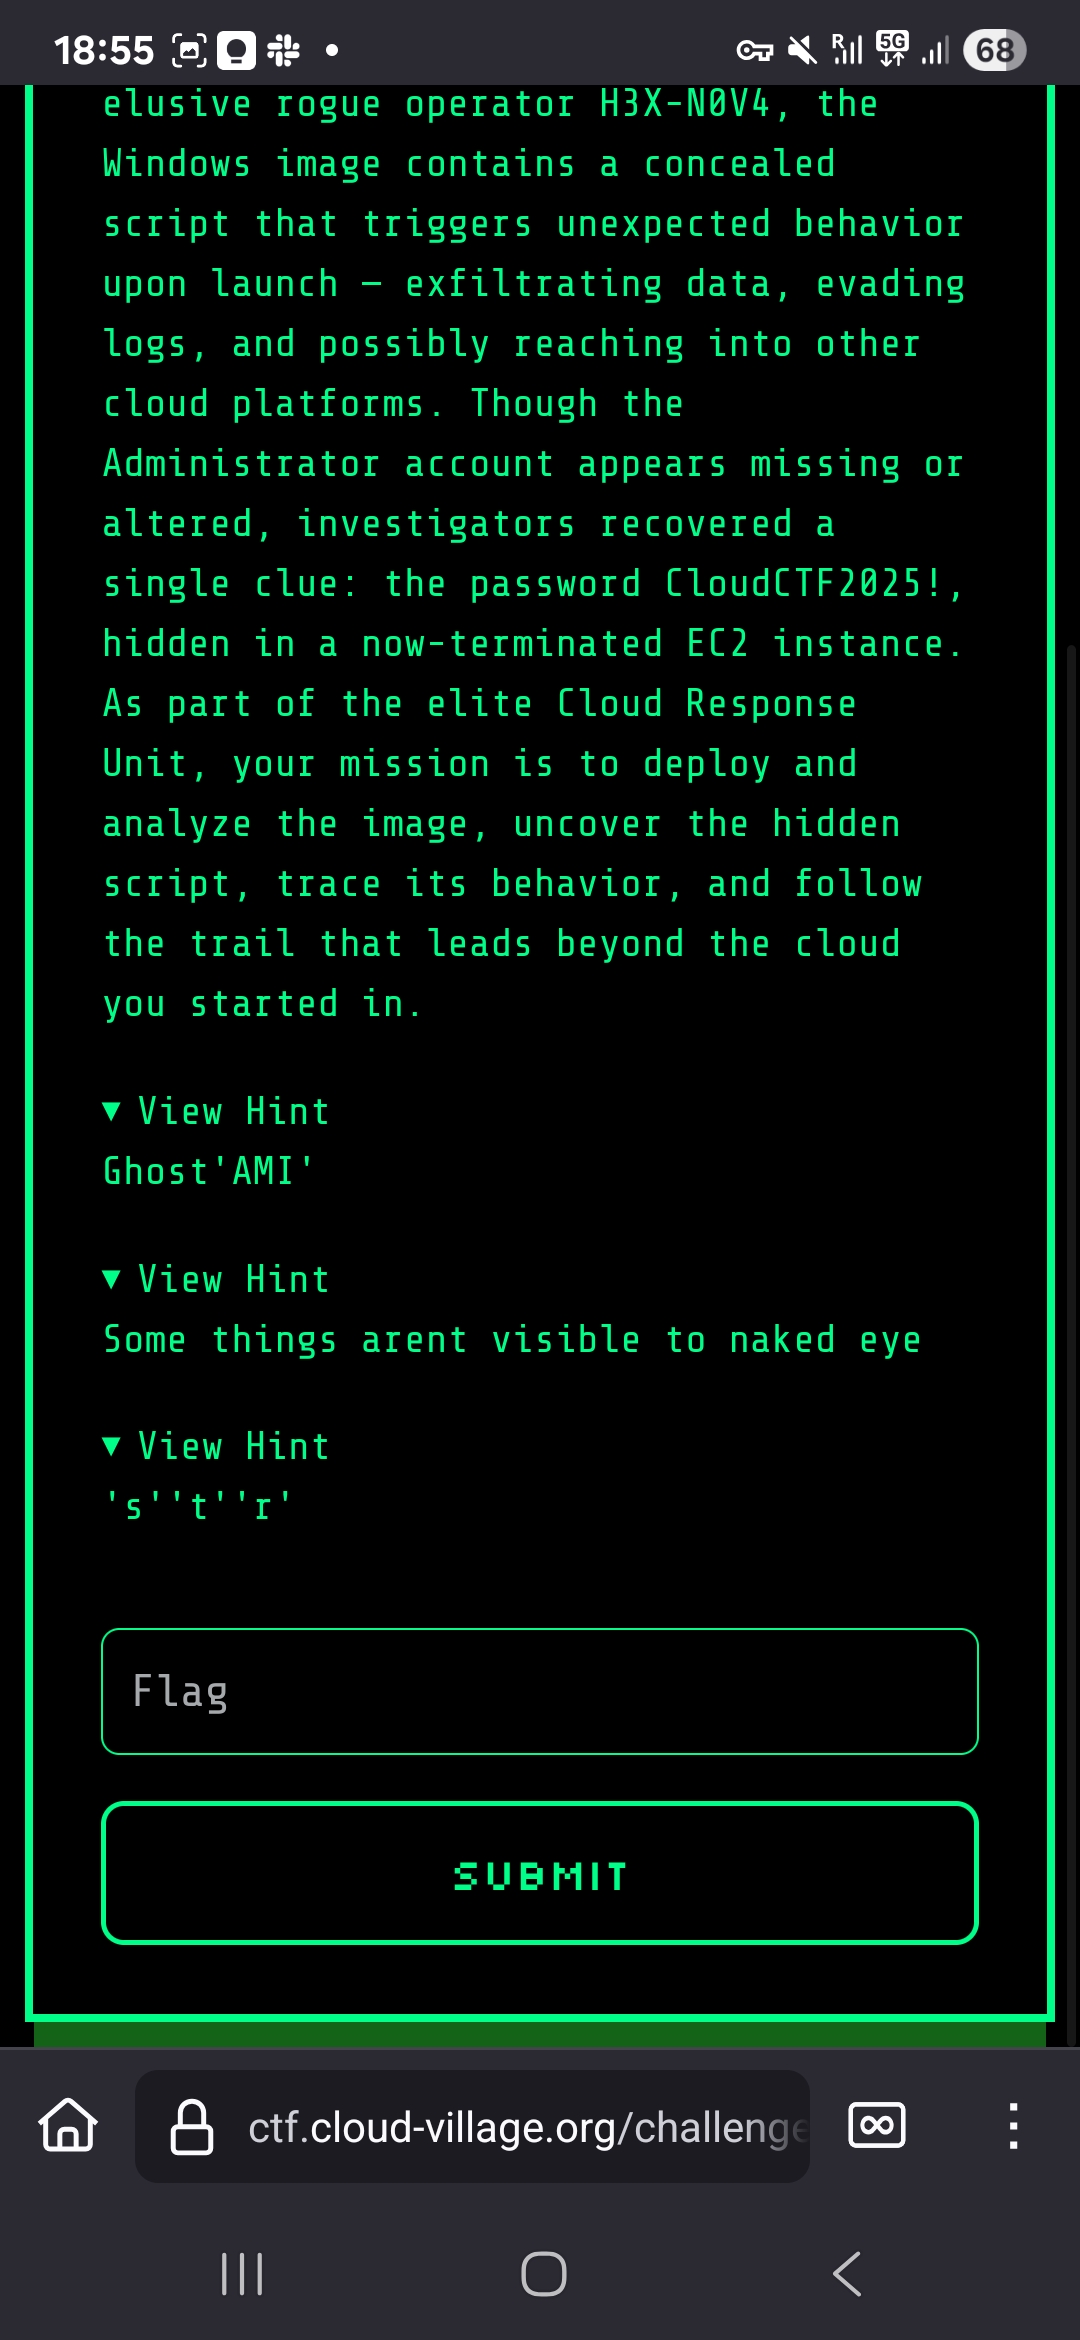 18:55
R
5G
68
elusive rogue operator H3X-N0V4, the
Windows image contains a concealed
script that triggers unexpected behavior
upon launch — exfiltrating data, evading
logs, and possibly reaching into other
cloud platforms. Though the
Administrator account appears missing or
altered, investigators recovered a
single clue: the password CloudCTF2025!,
hidden in a now-terminated EC2 instance.
As part of the elite Cloud Response
Unit, your mission is to deploy and
analyze the image, uncover the hidden
script, trace its behavior, and follow
the trail that leads beyond the cloud
you started in.
▼ View Hint
Ghost'AMI'
▼ View Hint
Some things arent visible to naked eye
▼ View Hint
's''t''r'
Flag
SUBMIT
ctf.cloud-village.org/challenge